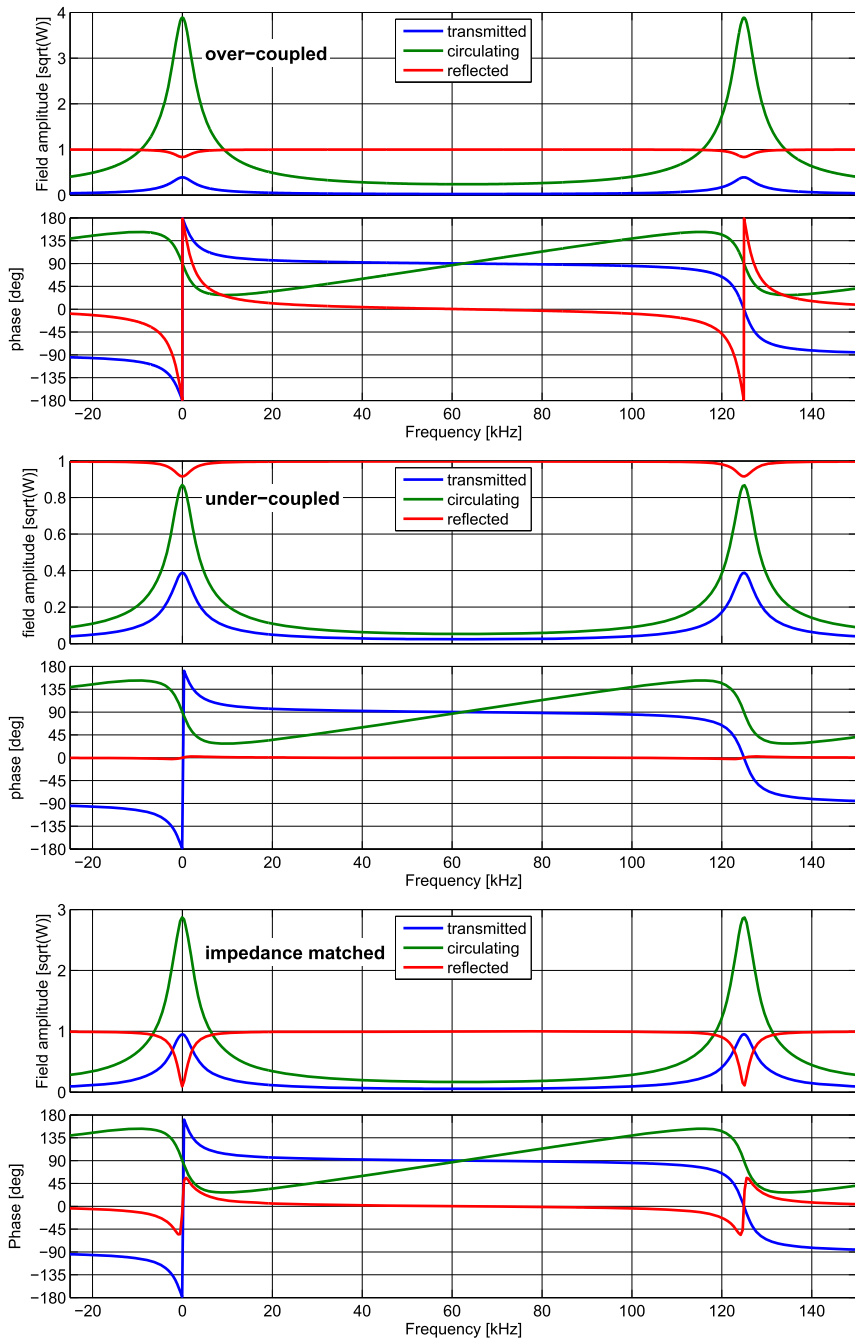 Field amplitude [sqrt(W)]
4
3
2
1
0
over−coupled
transmitted
circulating
reflected
phase [deg]
180
135
90
45
0
−45
−90
−135
−180
−20 0 20 40 60 80 100 120 140
Frequency [kHz]
field amplitude [sqrt(W)]
1
0.8
0.6
0.4
0.2
0
under−coupled
transmitted
circulating
reflected
phase [deg]
180
135
90
45
0
−45
−90
−135
−180
−20 0 20 40 60 80 100 120 140
Frequency [kHz]
Field amplitude [sqrt(W)]
3
2
1
0
impedance matched
transmitted
circulating
reflected
Phase [deg]
180
135
90
45
0
−45
−90
−135
−180
−20 0 20 40 60 80 100 120 140
Frequency [kHz]